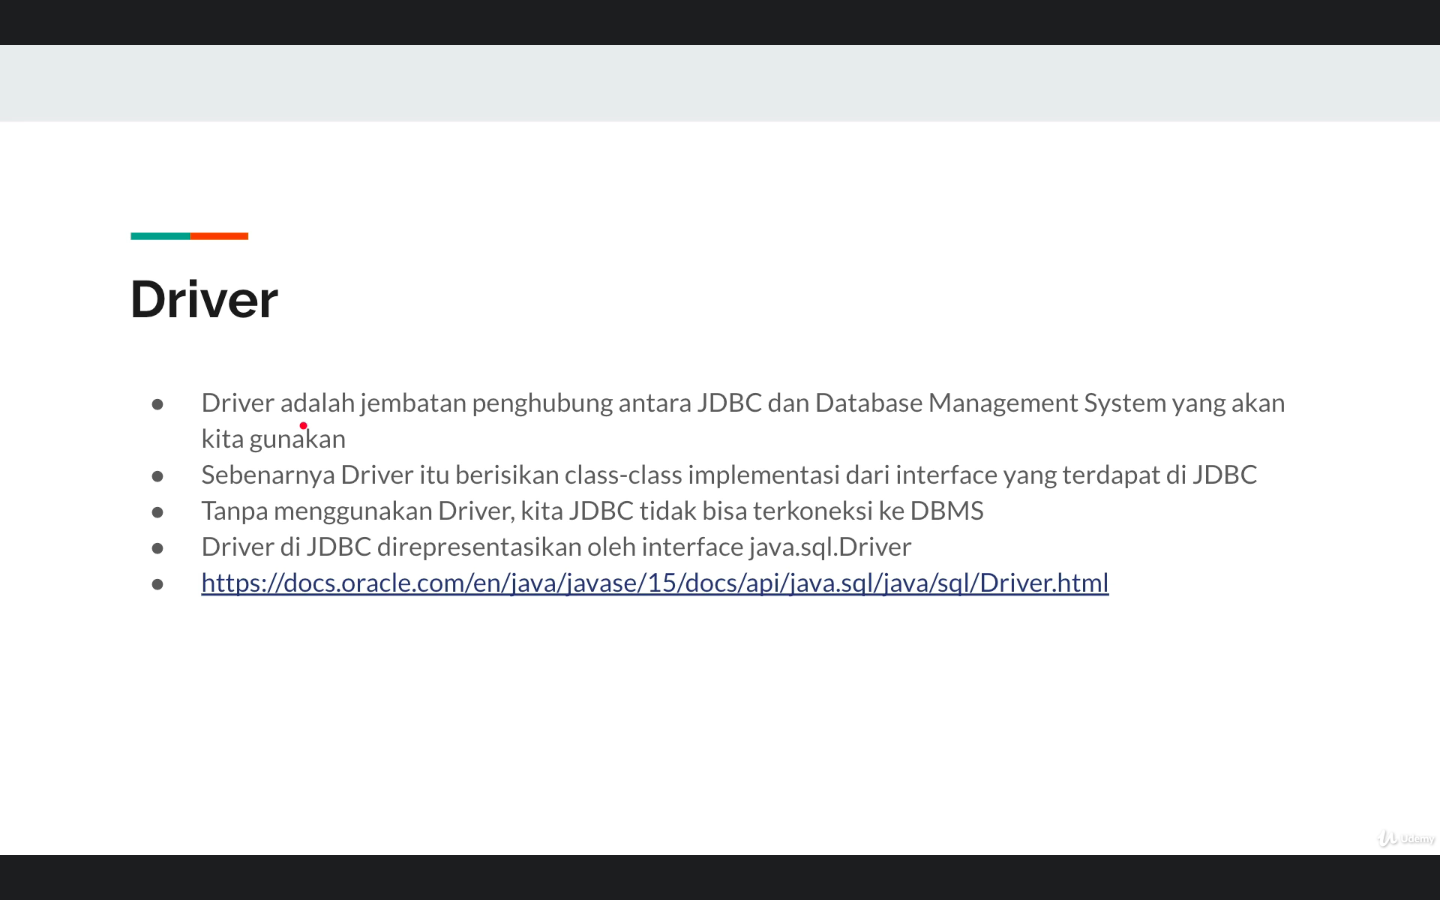 Driver
● Driver adalah jembatan penghubung antara JDBC dan Database Management System yang akan
kita gunakan
● Sebenarnya Driver itu berisikan class-class implementasi dari interface yang terdapat di JDBC
● Tanpa menggunakan Driver, kita JDBC tidak bisa terkoneksi ke DBMS
● Driver di JDBC direpresentasikan oleh interface java.sql.Driver
● https://docs.oracle.com/en/java/javase/15/docs/api/java.sql/java/sql/Driver.html
Udemy